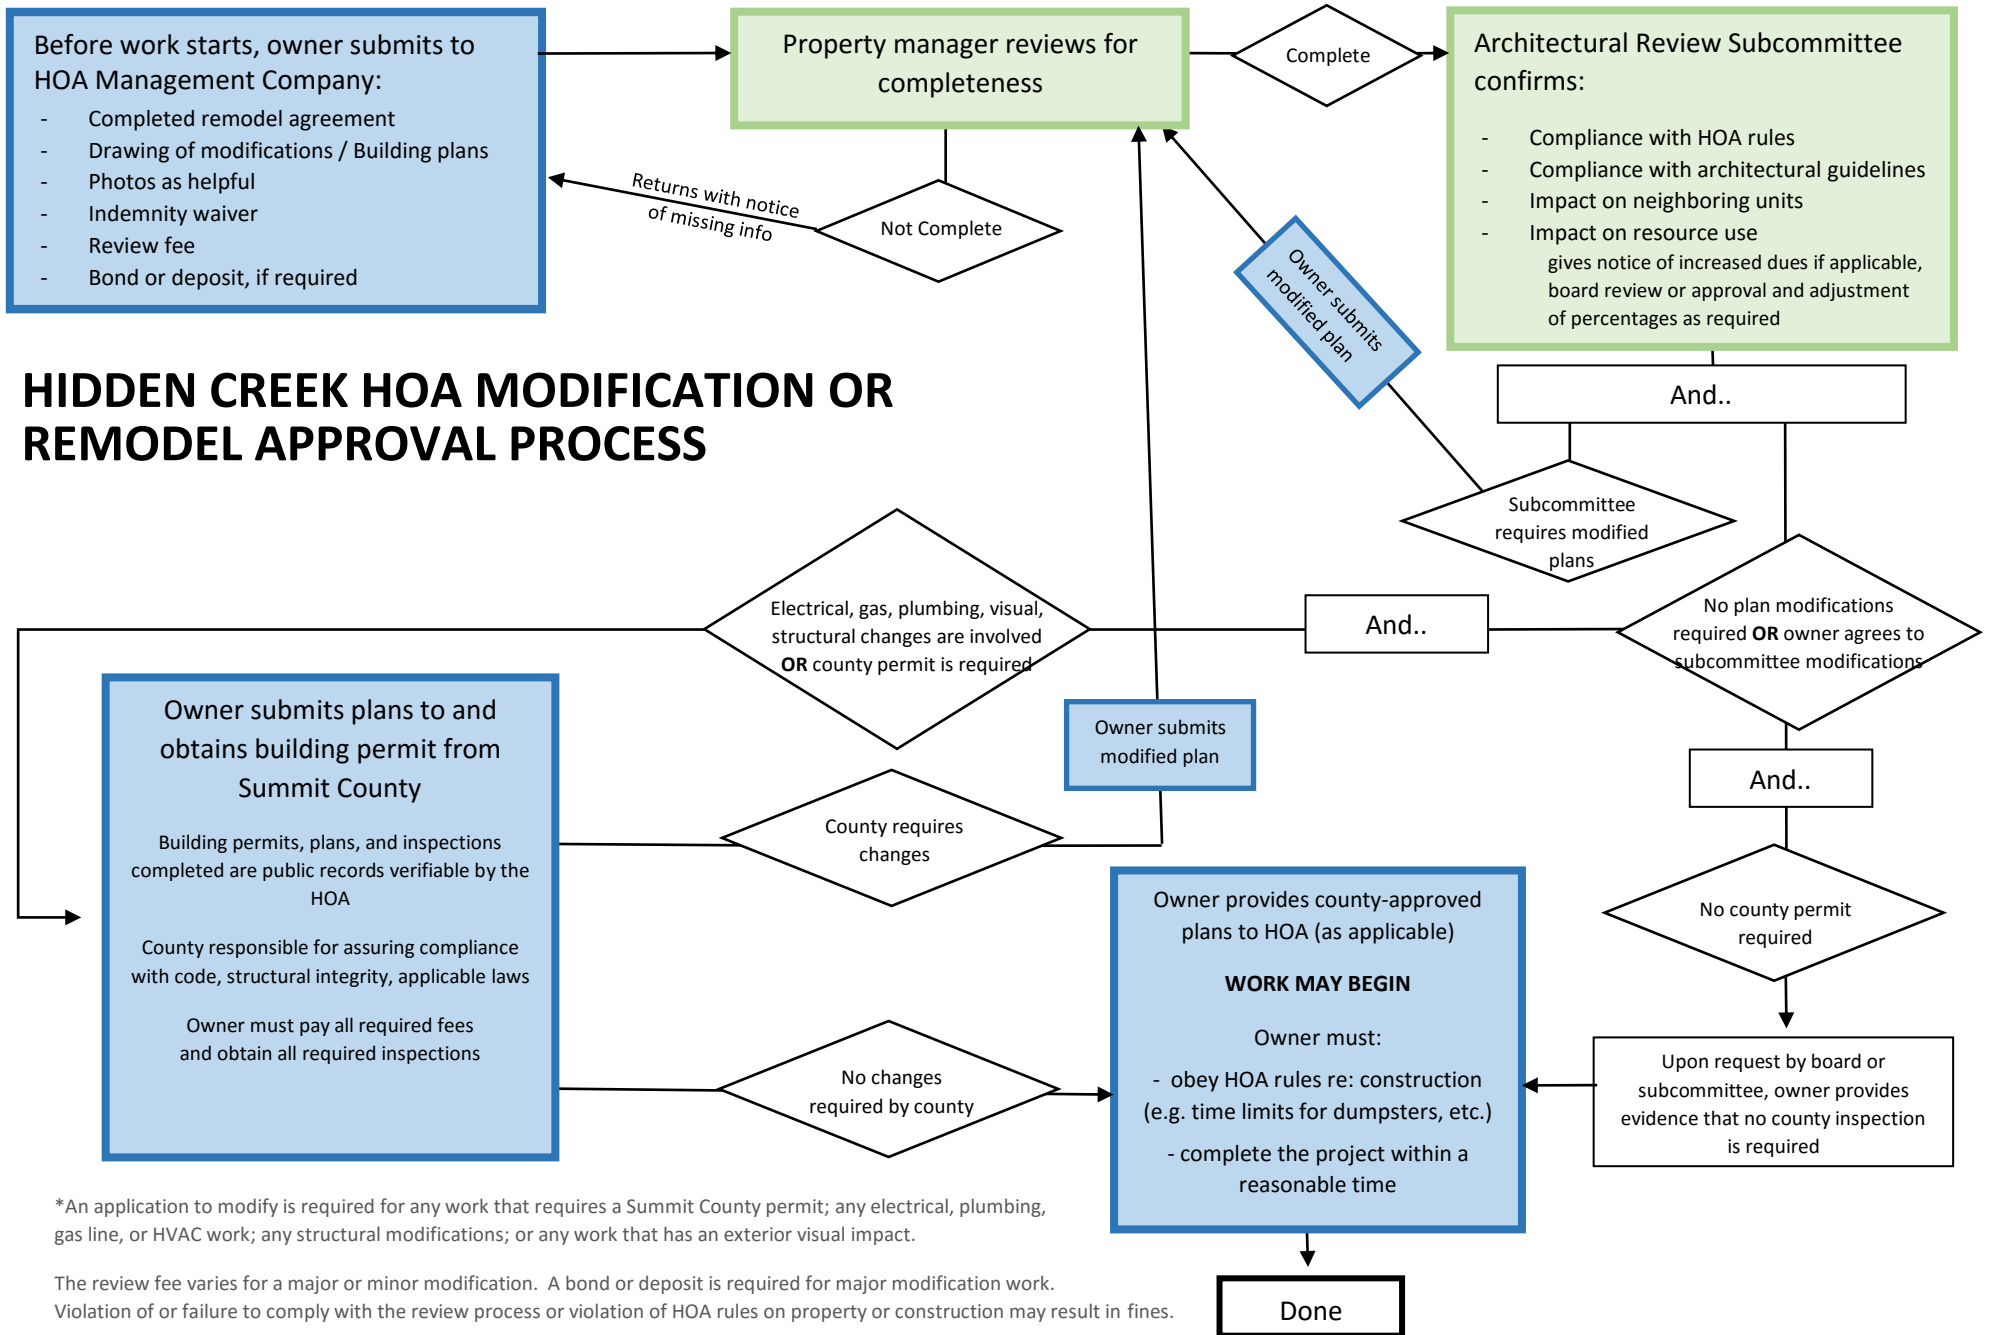 Before work starts, owner submits to
HOA Management Company:
- Completed remodel agreement
- Drawing of modifications / Building plans
- Photos as helpful
- Indemnity waiver
- Review fee
- Bond or deposit, if required
Property manager reviews for
completeness
Complete
Architectural Review Subcommittee
confirms:
- Compliance with HOA rules
- Compliance with architectural guidelines
- Impact on neighboring units
- Impact on resource use
gives notice of increased dues if applicable,
board review or approval and adjustment
of percentages as required
Returns with notice
of missing info
Not Complete
Owner submits
modified plan
HIDDEN CREEK HOA MODIFICATION OR
REMODEL APPROVAL PROCESS
And..
Subcommittee
requires modified
plans
Electrical, gas, plumbing, visual,
structural changes are involved
OR county permit is required
And..
No plan modifications
required OR owner agrees to
subcommittee modifications
Owner submits plans to and
obtains building permit from
Summit County
Building permits, plans, and inspections
completed are public records verifiable by the
HOA
County responsible for assuring compliance
with code, structural integrity, applicable laws
Owner must pay all required fees
and obtain all required inspections
Owner submits
modified plan
And..
County requires
changes
No county permit
required
Owner provides county-approved
plans to HOA (as applicable)
WORK MAY BEGIN
Owner must:
- obey HOA rules re: construction
(e.g. time limits for dumpsters, etc.)
- complete the project within a
reasonable time
No changes
required by county
Upon request by board or
subcommittee, owner provides
evidence that no county inspection
is required
*An application to modify is required for any work that requires a Summit County permit; any electrical, plumbing,
gas line, or HVAC work; any structural modifications; or any work that has an exterior visual impact.
The review fee varies for a major or minor modification. A bond or deposit is required for major modification work.
Violation of or failure to comply with the review process or violation of HOA rules on property or construction may result in fines.
Done